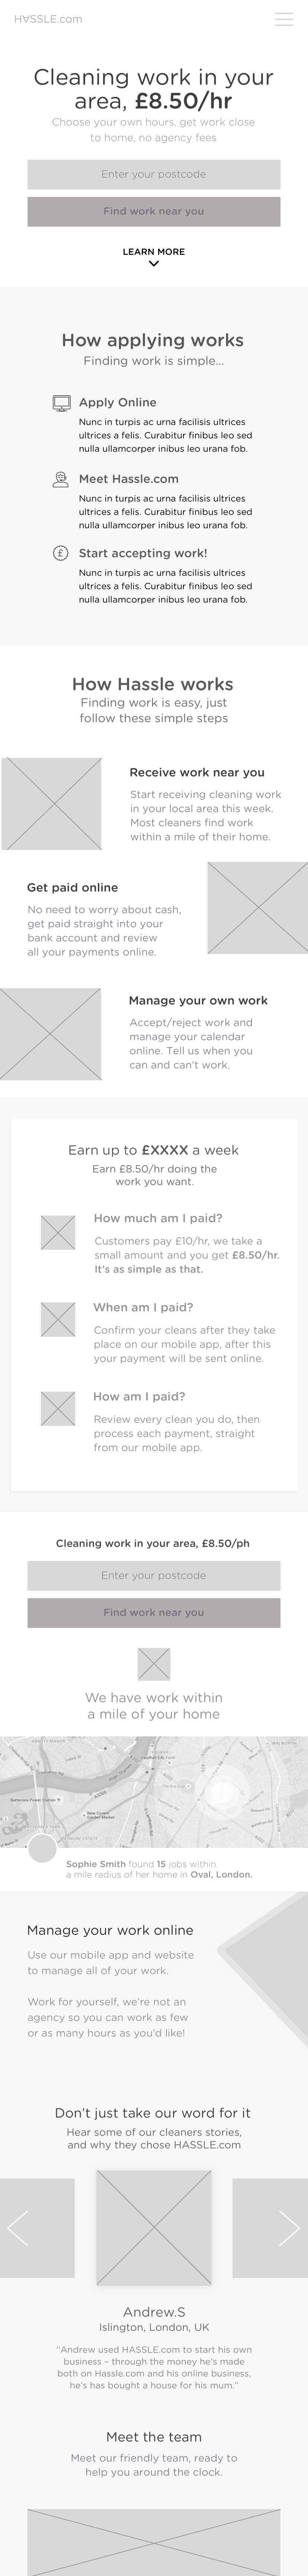 H∀SSLE.com
Cleaning work in your
area, £8.50/hr
Choose your own hours, get work close
to home, no agency fees
Enter your postcode
Find work near you
LEARN MORE
How applying works
Finding work is simple...
Apply Online
Nunc in turpis ac urna facilisis ultrices
ultrices a felis. Curabitur finibus leo sed
nulla ullamcorper inibus leo urana fob.
Meet Hassle.com
Nunc in turpis ac urna facilisis ultrices
ultrices a felis. Curabitur finibus leo sed
nulla ullamcorper inibus leo urana fob.
£
Start accepting work!
Nunc in turpis ac urna facilisis ultrices
ultrices a felis. Curabitur finibus leo sed
nulla ullamcorper inibus leo urana fob.
How Hassle works
Finding work is easy, just
follow these simple steps
Receive work near you
Start receiving cleaning work
in your local area this week.
Most cleaners find work
within a mile of their home.
Get paid online
No need to worry about cash,
get paid straight into your
bank account and review
all your payments online.
Manage your own work
Accept/reject work and
manage your calendar
online. Tell us when you
can and can't work.
Earn up to £XXXX a week
Earn £8.50/hr doing the
work you want.
How much am I paid?
Customers pay £10/hr, we take a
small amount and you get £8.50/hr.
It's as simple as that.
When am I paid?
Confirm your cleans after they take
place on our mobile app, after this
your payment will be sent online.
How am I paid?
Review every clean you do, then
process each payment, straight
from our mobile app.
Cleaning work in your area, £8.50/ph
Enter your postcode
Find work near you
We have work within
a mile of your home
Battersea Power Station
New Covent
Garden Market
Sophie Smith found 15 jobs within
a mile radius of her home in Oval, London.
Manage your work online
Use our mobile app and website
to manage all of your work.
Work for yourself, we're not an
agency so you can work as few
or as many hours as you'd like!
Don't just take our word for it
Hear some of our cleaners stories,
and why they chose HASSLE.com
Andrew.S
Islington, London, UK
"Andrew used HASSLE.com to start his own
business – through the money he's made
both on Hassle.com and his online business,
he's has bought a house for his mum."
Meet the team
Meet our friendly team, ready to
help you around the clock.